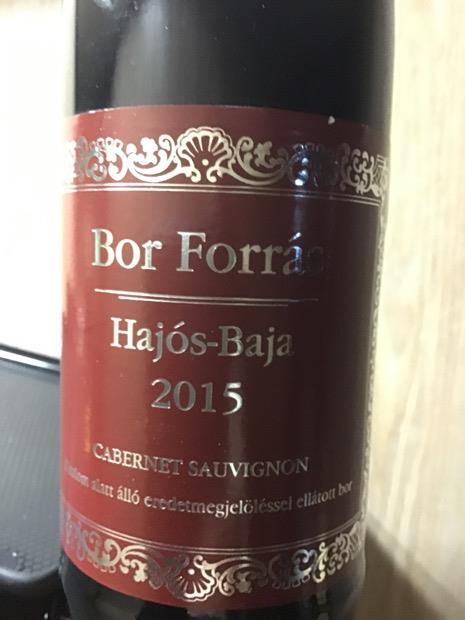 Bor Forrás
Hajós-Baja
2015
CABERNET SAUVIGNON
alatt álló eredetmegjelöléssel ellátott bor